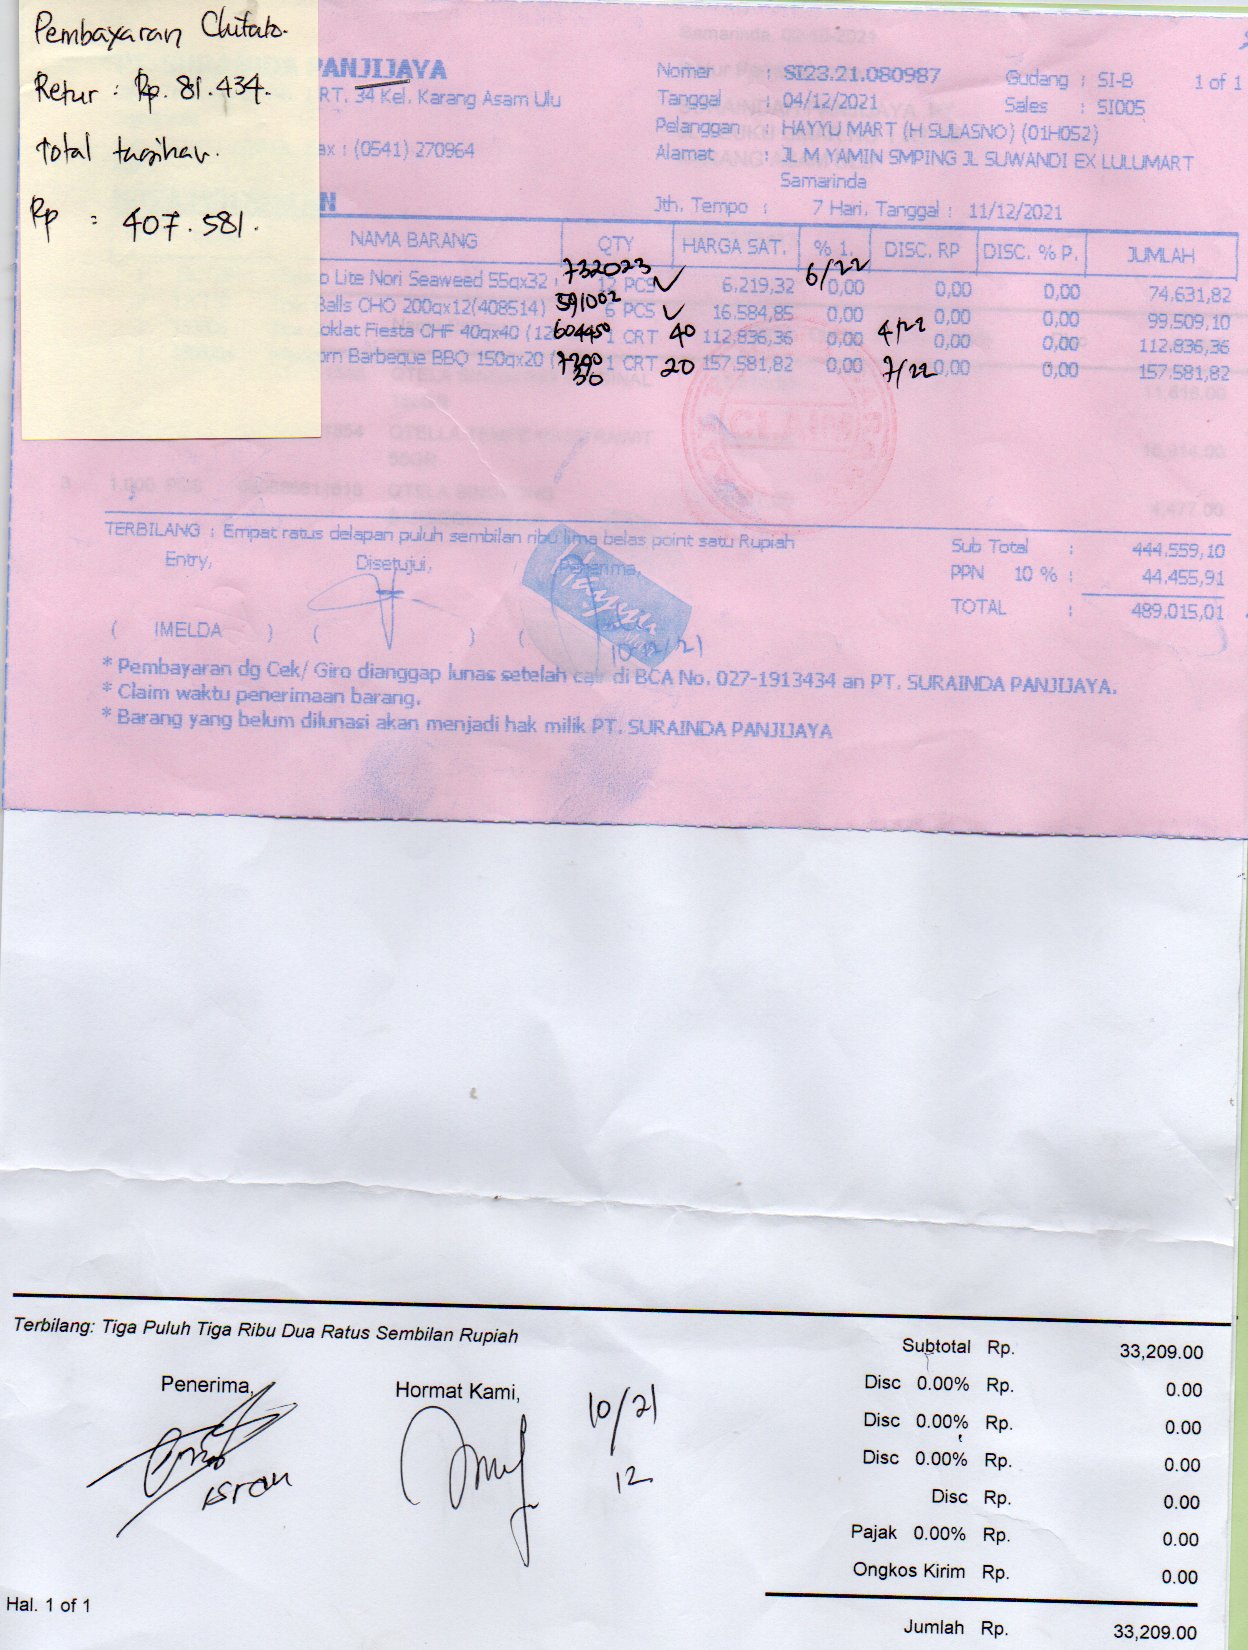 Pembayaran Chitato.
Retur : Rp. 81.434.
Total tagihan.
Rp : 407.581.
PANJIJAYA
RT. 34 Kel. Karang Asam Ulu
ax : (0541) 270964
N
Nomer : SI23.21.080987 Gudang : SI-B 1 of 1
Tanggal : 04/12/2021 Sales : SI005
Pelanggan : HAYYU MART (H SULASNO) (01H052)
Alamat : JL M YAMIN SMPING JL SUWANDI EX LULUMART
Samarinda
Jth. Tempo : 7 Hari, Tanggal : 11/12/2021
NAMA BARANG QTY HARGA SAT. % 1. DISC. RP DISC. % P. JUMLAH
732023 6/22
o Lite Nori Seaweed 55gx32 12 PCS 6.219,32 0,00 0,00 0,00 74.631,82
591002
Balls CHO 200gx12(408514) 6 PCS 16.584,85 0,00 0,00 0,00 99.509,10
oklat Fiesta CHF 40gx40 (12 604450 1 CRT 40 112.836,36 0,00 4/22 0,00 0,00 112.836,36
orn Barbeque BBQ 150gx20 ( 7290 1 CRT 20 157.581,82 0,00 7/22 0,00 0,00 157.581,82
30
TERBILANG : Empat ratus delapan puluh sembilan ribu lima belas point satu Rupiah
Sub Total : 444.559,10
PPN 10 % : 44.455,91
TOTAL : 489.015,01
Entry, Disetujui, Penerima,
Hayyu
( IMELDA ) ( ) ( 10/12/21
* Pembayaran dg Cek/ Giro dianggap lunas setelah cair di BCA No. 027-1913434 an PT. SURAINDA PANJIJAYA.
* Claim waktu penerimaan barang.
* Barang yang belum dilunasi akan menjadi hak milik PT. SURAINDA PANJIJAYA
Terbilang: Tiga Puluh Tiga Ribu Dua Ratus Sembilan Rupiah
Penerima, Hormat Kami,
isran
10/21
12
Subtotal Rp. 33,209.00
Disc 0.00% Rp. 0.00
Disc 0.00% Rp. 0.00
Disc 0.00% Rp. 0.00
Disc Rp. 0.00
Pajak 0.00% Rp. 0.00
Ongkos Kirim Rp. 0.00
Hal. 1 of 1
Jumlah Rp. 33,209.00